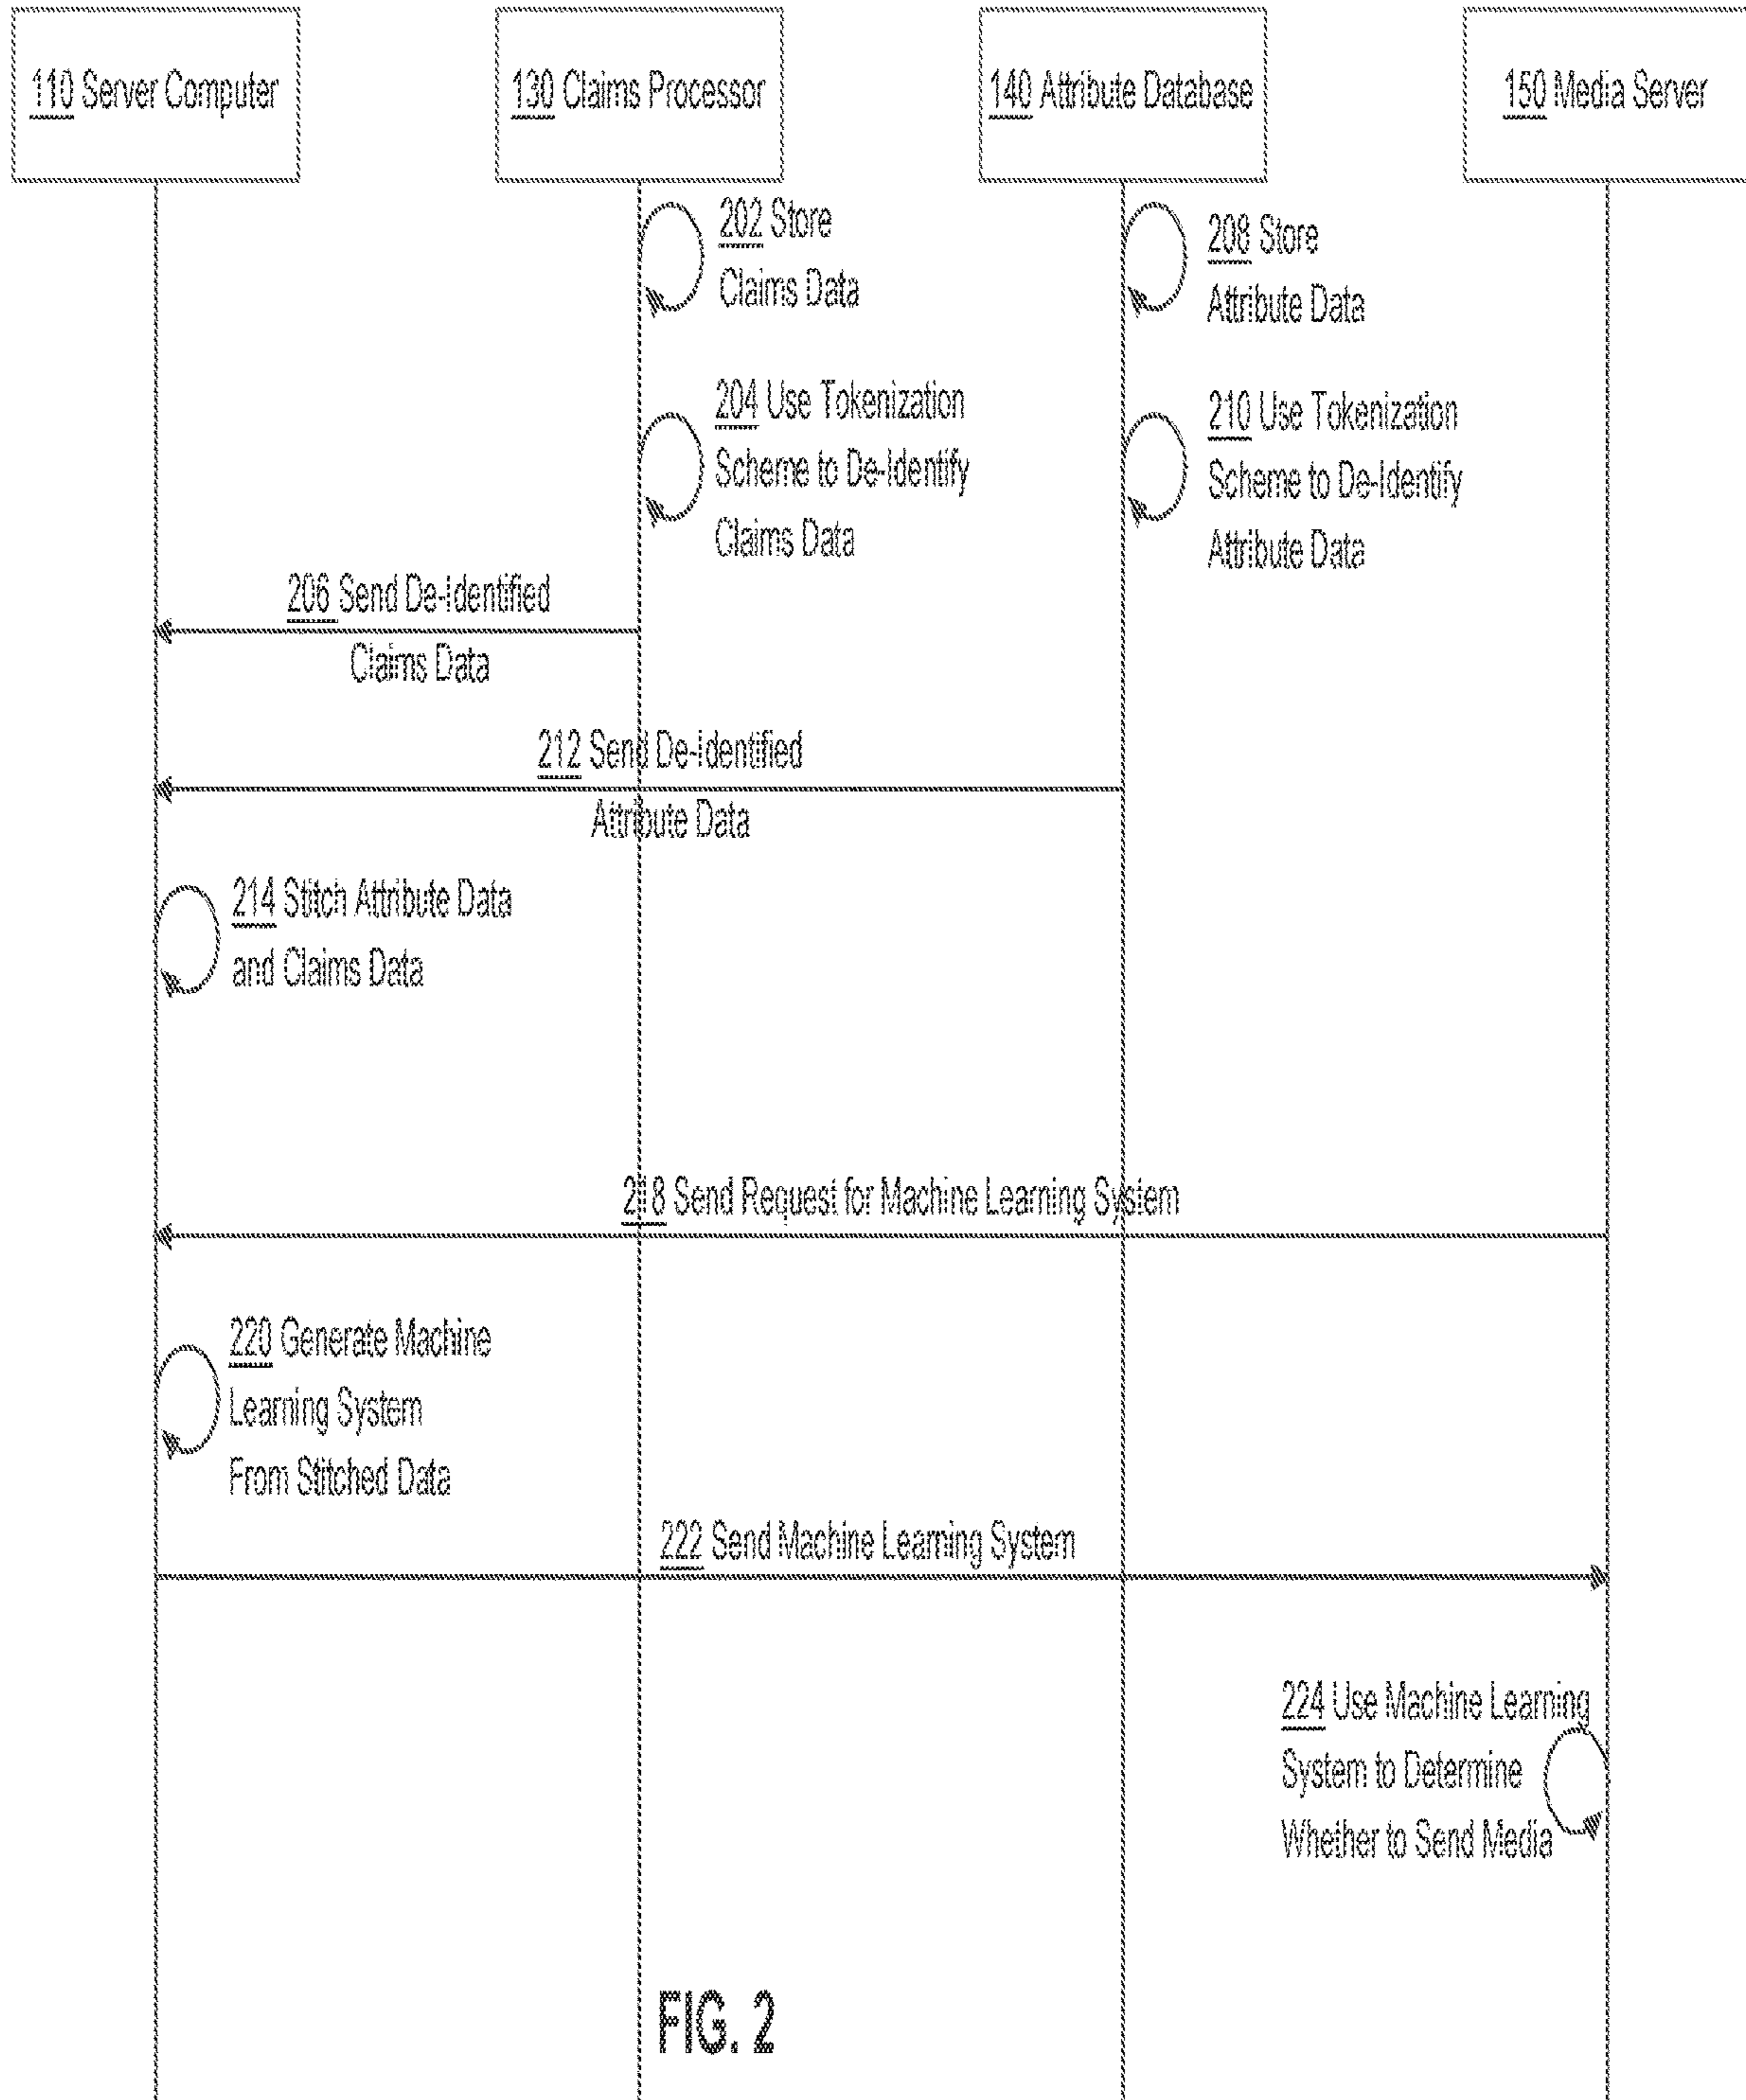 110 Server Computer
130 Claims Processor
140 Attribute Database
150 Media Server
202 Store
Claims Data
208 Store
Attribute Data
204 Use Tokenization
Scheme to De-Identify
Claims Data
210 Use Tokenization
Scheme to De-Identify
Attribute Data
206 Send De-Identified
Claims Data
212 Send De-Identified
Attribute Data
214 Stitch Attribute Data
and Claims Data
218 Send Request for Machine Learning System
220 Generate Machine
Learning System
From Stitched Data
222 Send Machine Learning System
224 Use Machine Learning
System to Determine
Whether to Send Media
FIG. 2